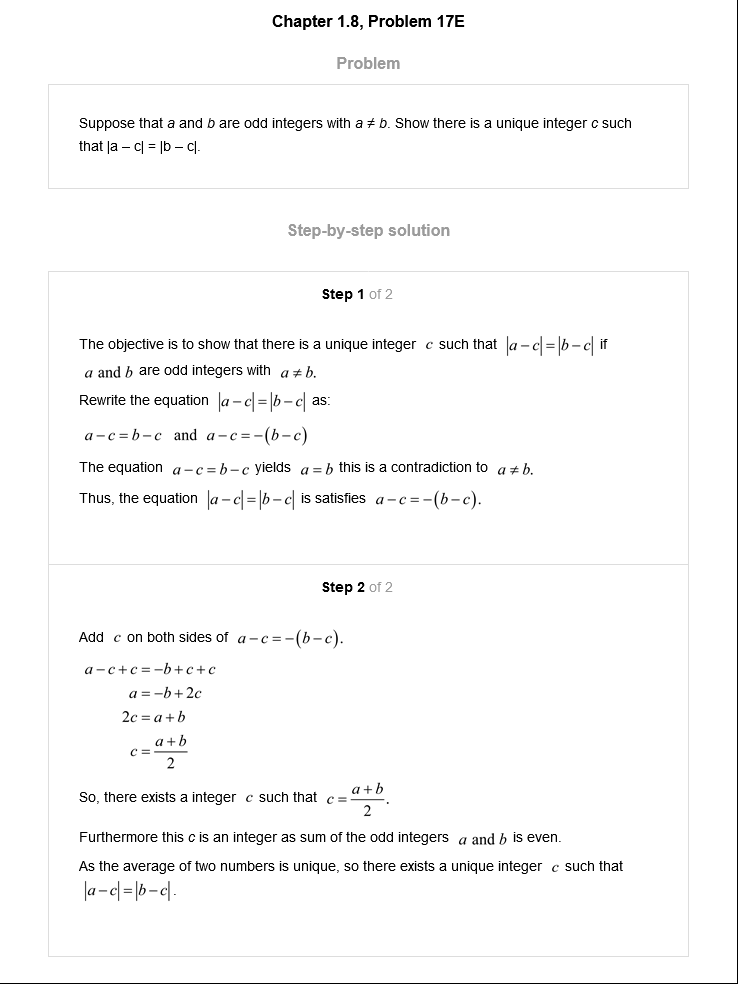 Chapter 1.8, Problem 17E
Problem
Suppose that a and b are odd integers with a ≠ b. Show there is a unique integer c such
that |a – c| = |b – c|.
Step-by-step solution
Step 1 of 2
The objective is to show that there is a unique integer c such that |a − c| = |b − c| if
a and b are odd integers with a ≠ b.
Rewrite the equation |a − c| = |b − c| as:
a − c = b − c and a − c = −(b − c)
The equation a − c = b − c yields a = b this is a contradiction to a ≠ b.
Thus, the equation |a − c| = |b − c| is satisfies a − c = −(b − c).
Step 2 of 2
Add c on both sides of a − c = −(b − c).
a − c + c = −b + c + c
a = −b + 2c
2c = a + b
c = (a + b)/2
So, there exists a integer c such that c = (a + b)/2.
Furthermore this c is an integer as sum of the odd integers a and b is even.
As the average of two numbers is unique, so there exists a unique integer c such that
|a − c| = |b − c|.